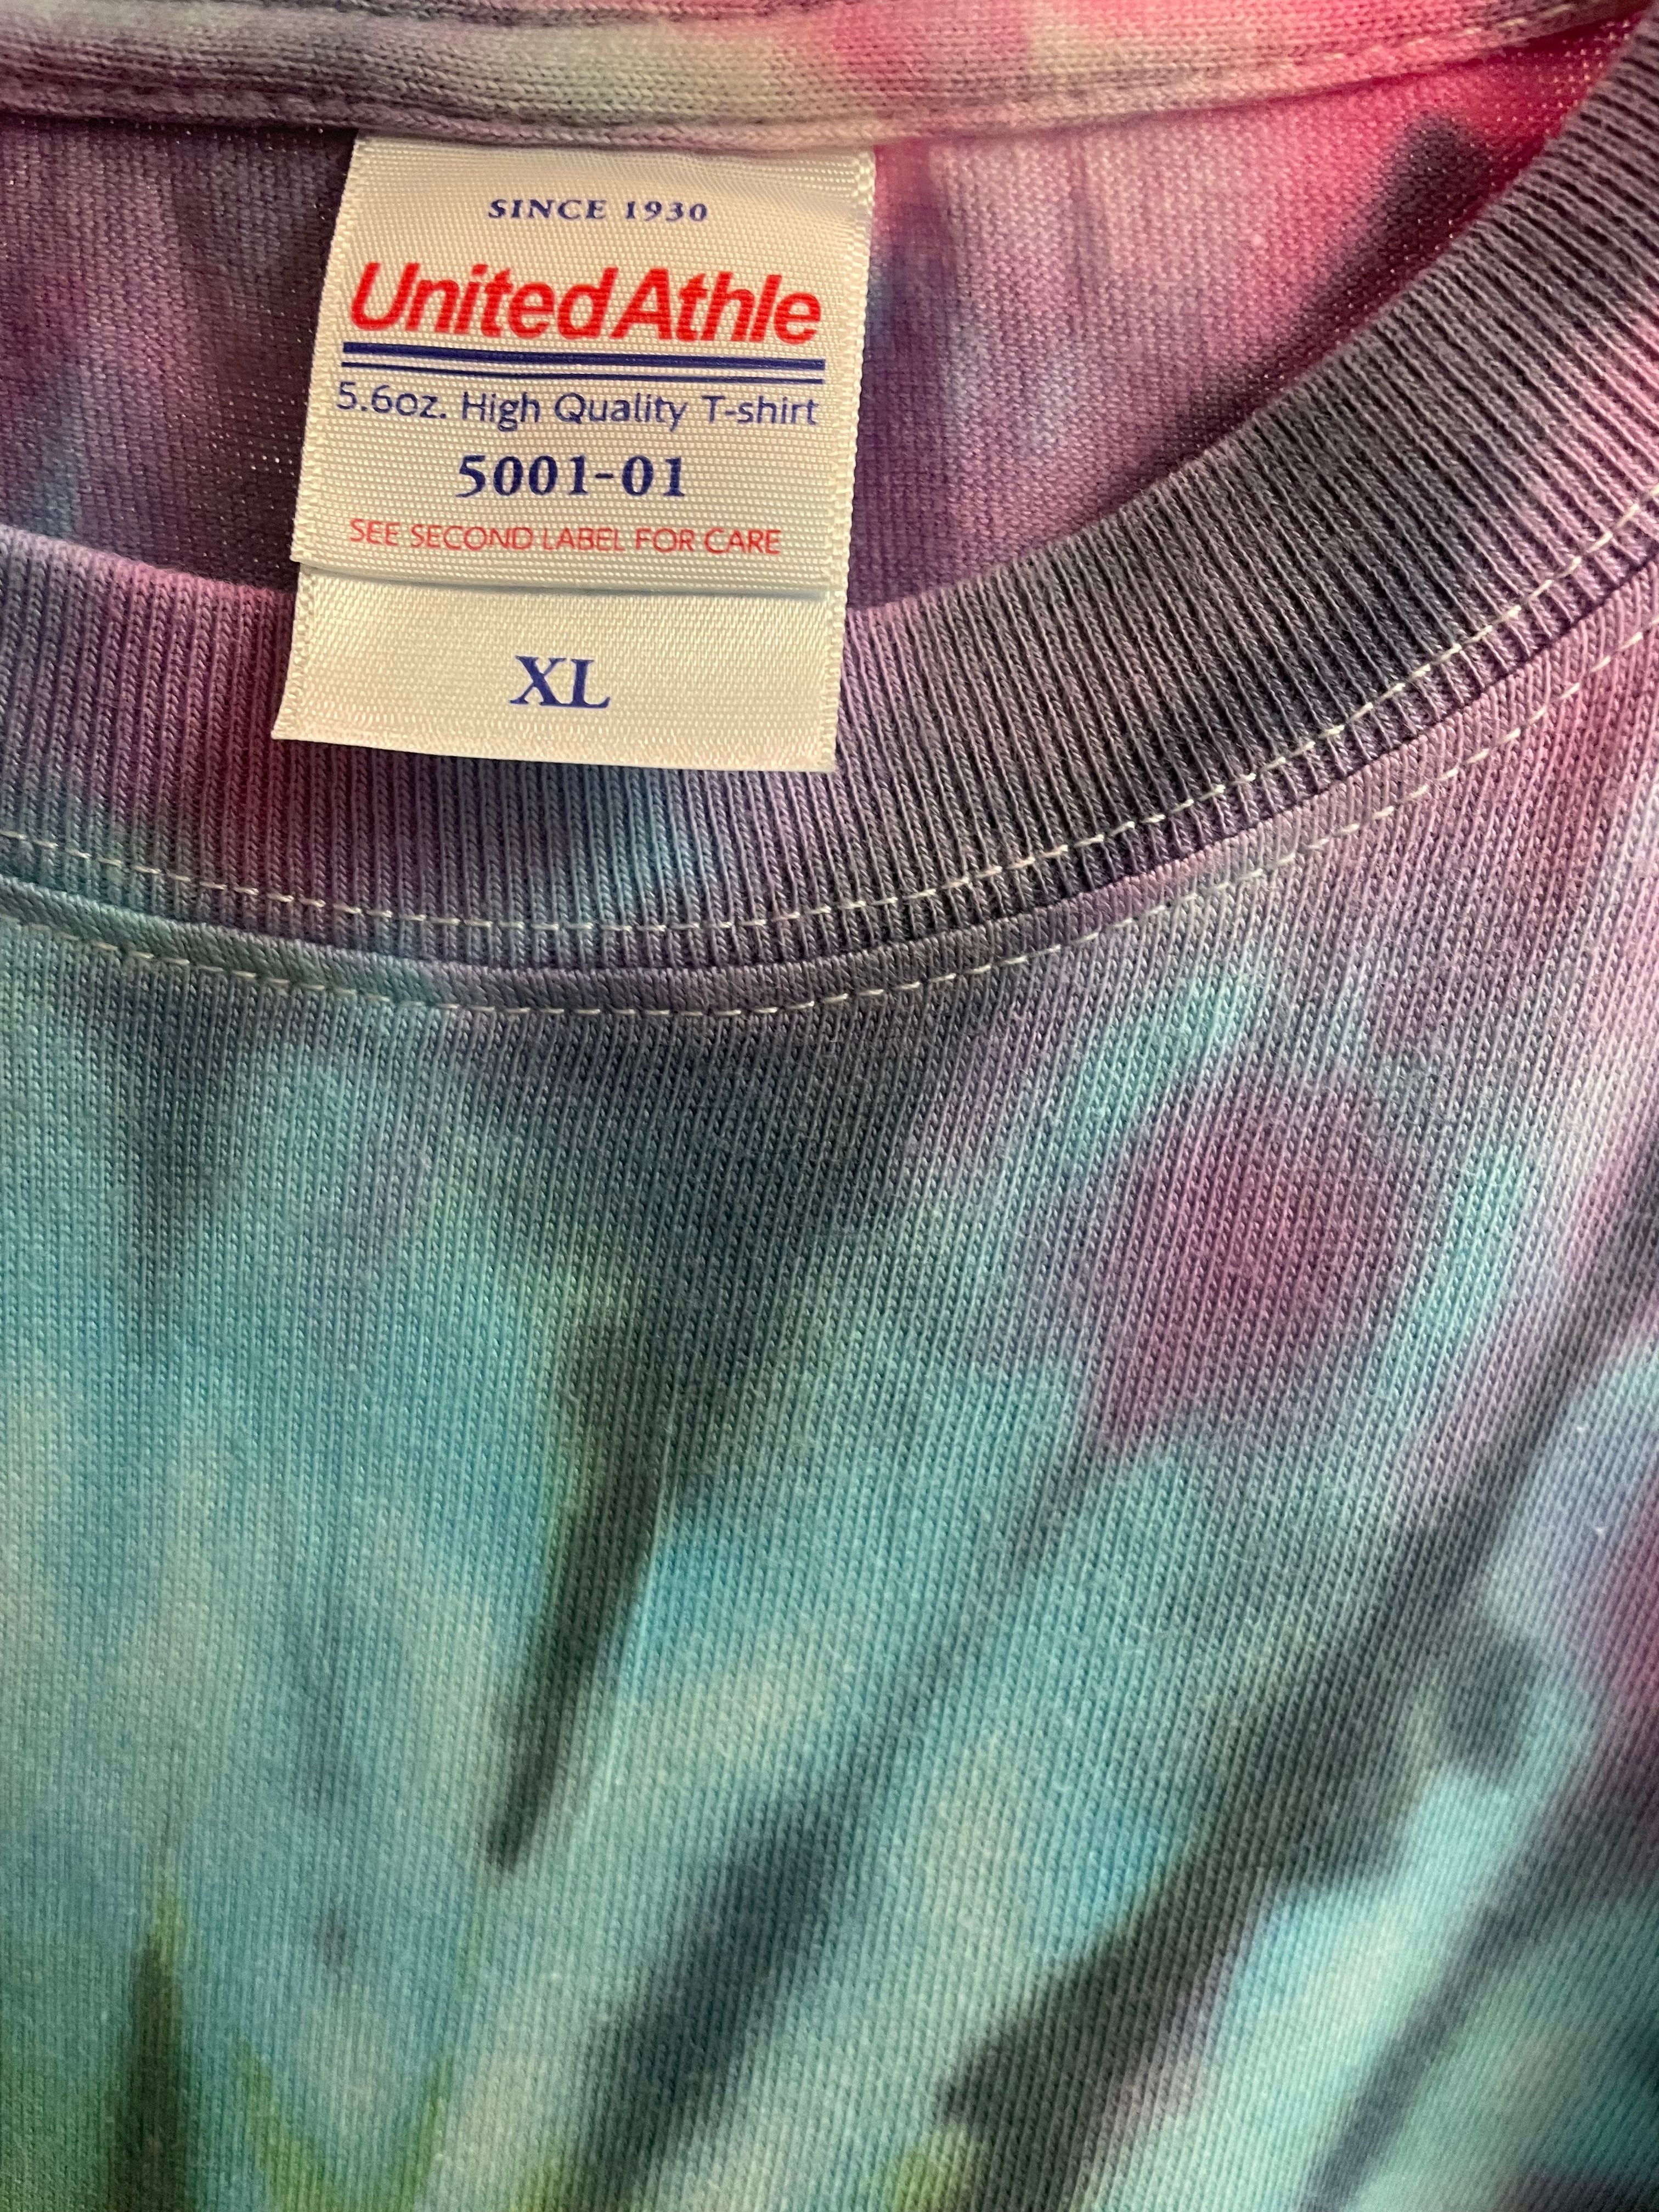 SINCE 1930
United Athle
5.6oz. High Quality T-shirt
5001-01
SEE SECOND LABEL FOR CARE
XL